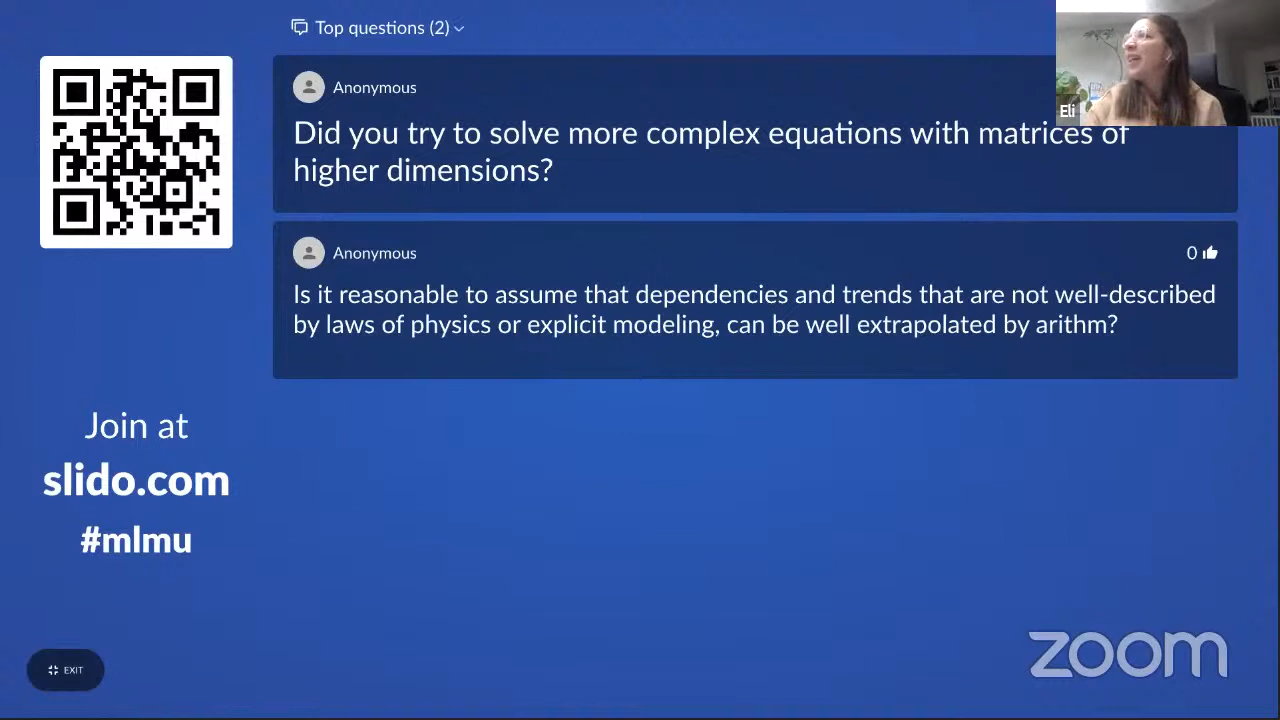 Top questions (2)
Anonymous
Did you try to solve more complex equations with matrices of
higher dimensions?
Anonymous
0
Is it reasonable to assume that dependencies and trends that are not well-described
by laws of physics or explicit modeling, can be well extrapolated by arithm?
Join at
slido.com
#mlmu
EXIT
zoom
Eli